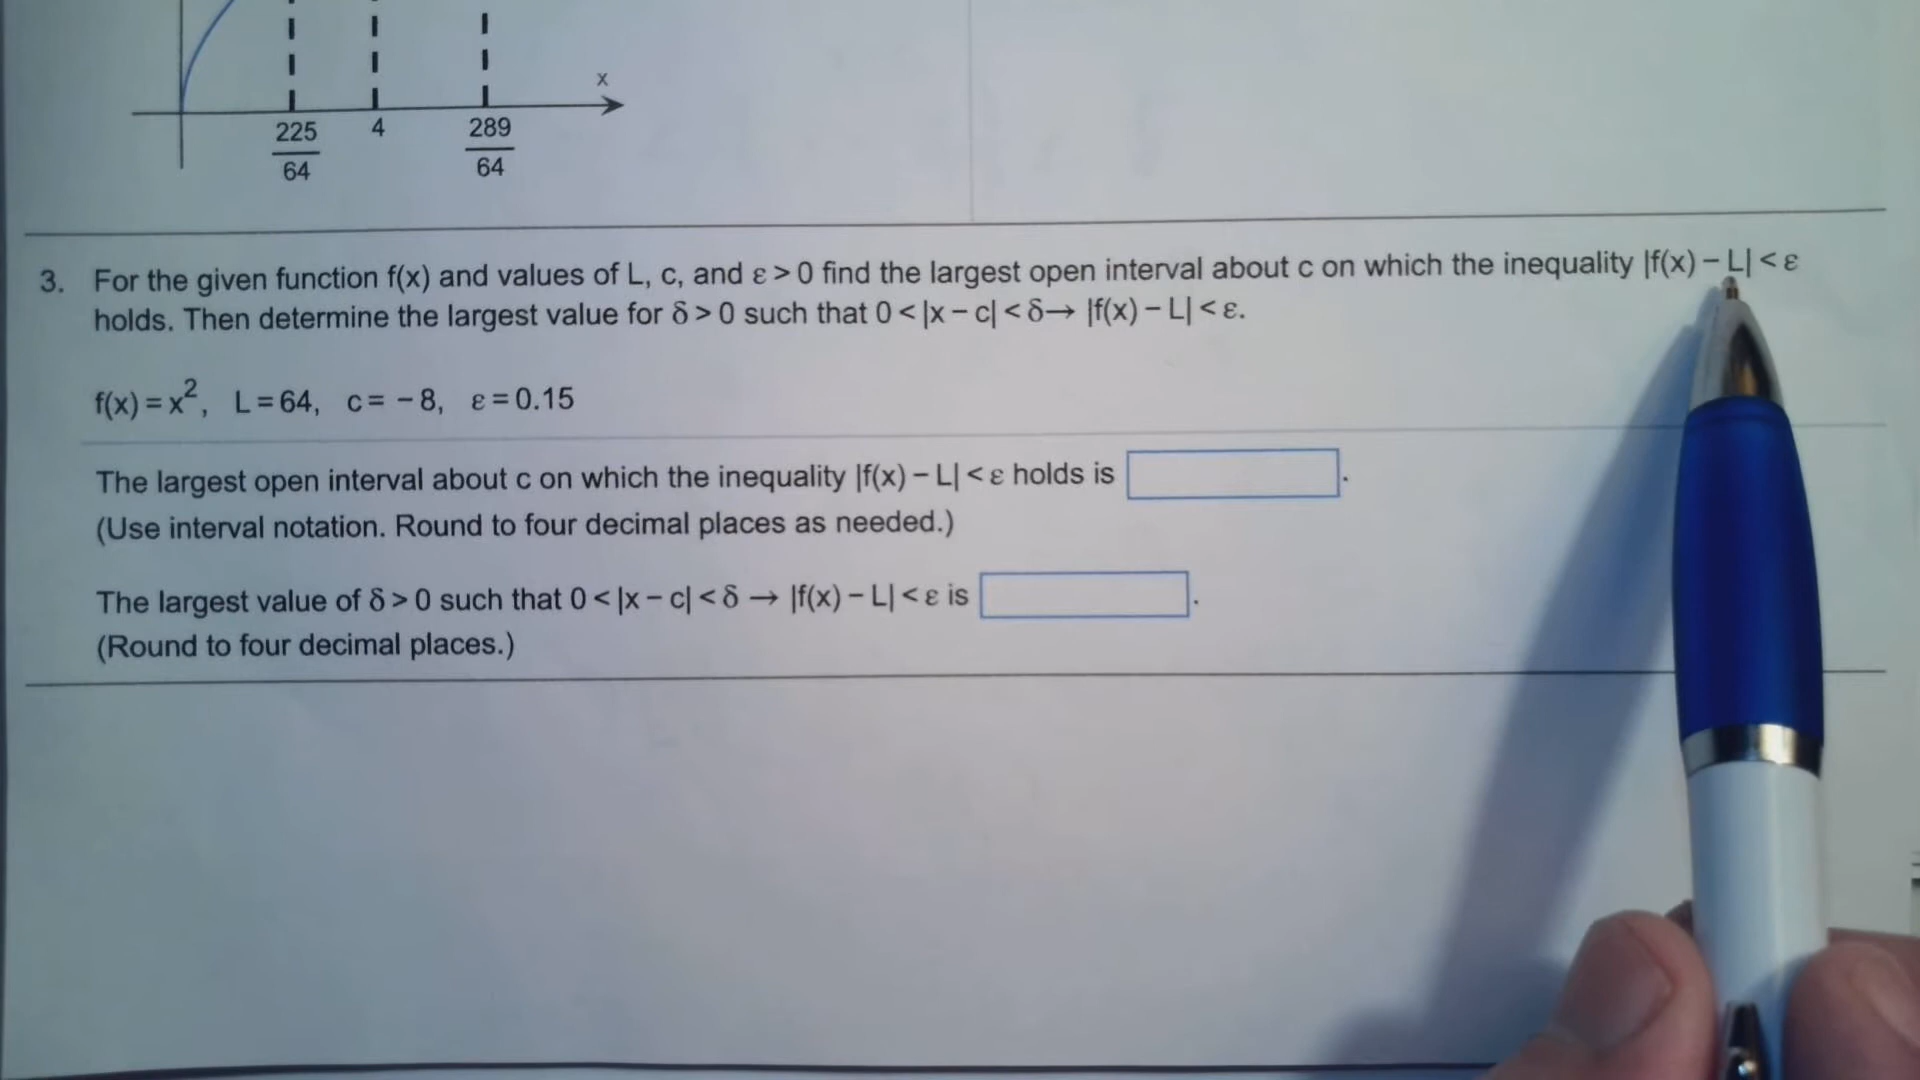 x
225
64
4
289
64
3. For the given function f(x) and values of L, c, and ε > 0 find the largest open interval about c on which the inequality |f(x) − L| < ε
holds. Then determine the largest value for δ > 0 such that 0 < |x − c| < δ → |f(x) − L| < ε.
f(x) = x², L = 64, c = − 8, ε = 0.15
The largest open interval about c on which the inequality |f(x) − L| < ε holds is .
(Use interval notation. Round to four decimal places as needed.)
The largest value of δ > 0 such that 0 < |x − c| < δ → |f(x) − L| < ε is .
(Round to four decimal places.)